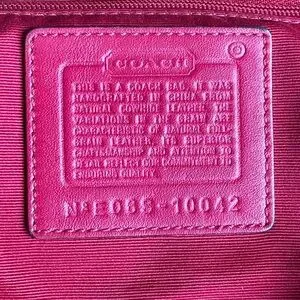 COACH ®
THIS IS A COACH BAG. IT WAS
HANDCRAFTED IN CHINA FROM
NATURAL COWHIDE LEATHER. THE
VARIATIONS IN THE GRAIN ARE
CHARACTERISTIC OF NATURAL FULL-
GRAIN LEATHER. ITS SUPERIOR
CRAFTSMANSHIP AND ATTENTION TO
DETAIL REFLECT OUR COMMITMENT TO
ENDURING QUALITY.
Nº E06S-10042